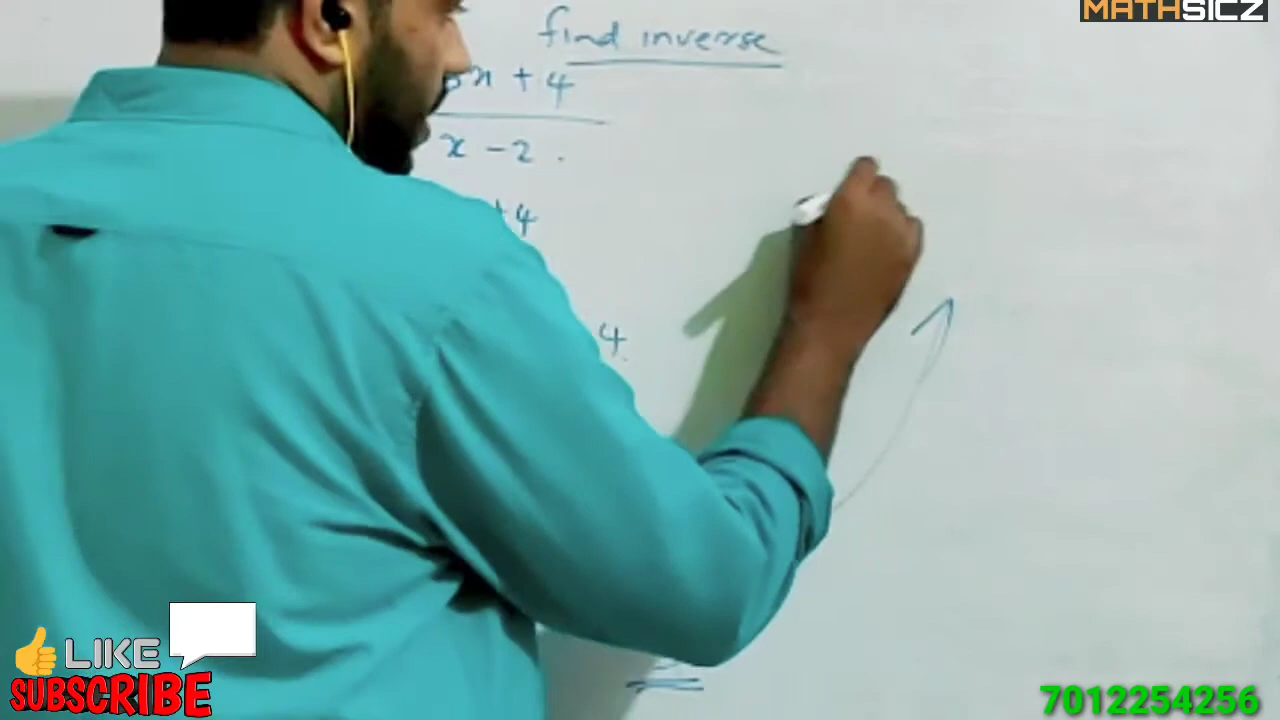 MATHSICZ
find inverse
x + 4
x - 2 .
+4
4
LIKE
SUBSCRIBE
7012254256